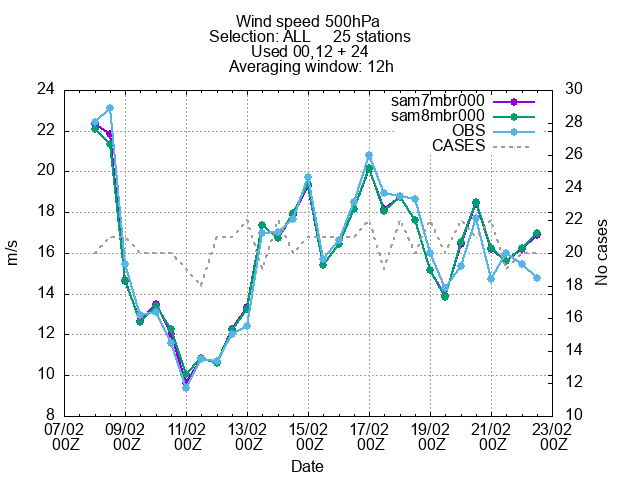 Wind speed 500hPa
Selection: ALL 25 stations
Used 00,12 + 24
Averaging window: 12h
sam7mbr000
sam8mbr000
OBS
CASES
24
22
20
18
16
14
12
10
8
m/s
30
28
26
24
22
20
18
16
14
12
10
No cases
07/02 09/02 11/02 13/02 15/02 17/02 19/02 21/02 23/02
00Z 00Z 00Z 00Z 00Z 00Z 00Z 00Z 00Z
Date